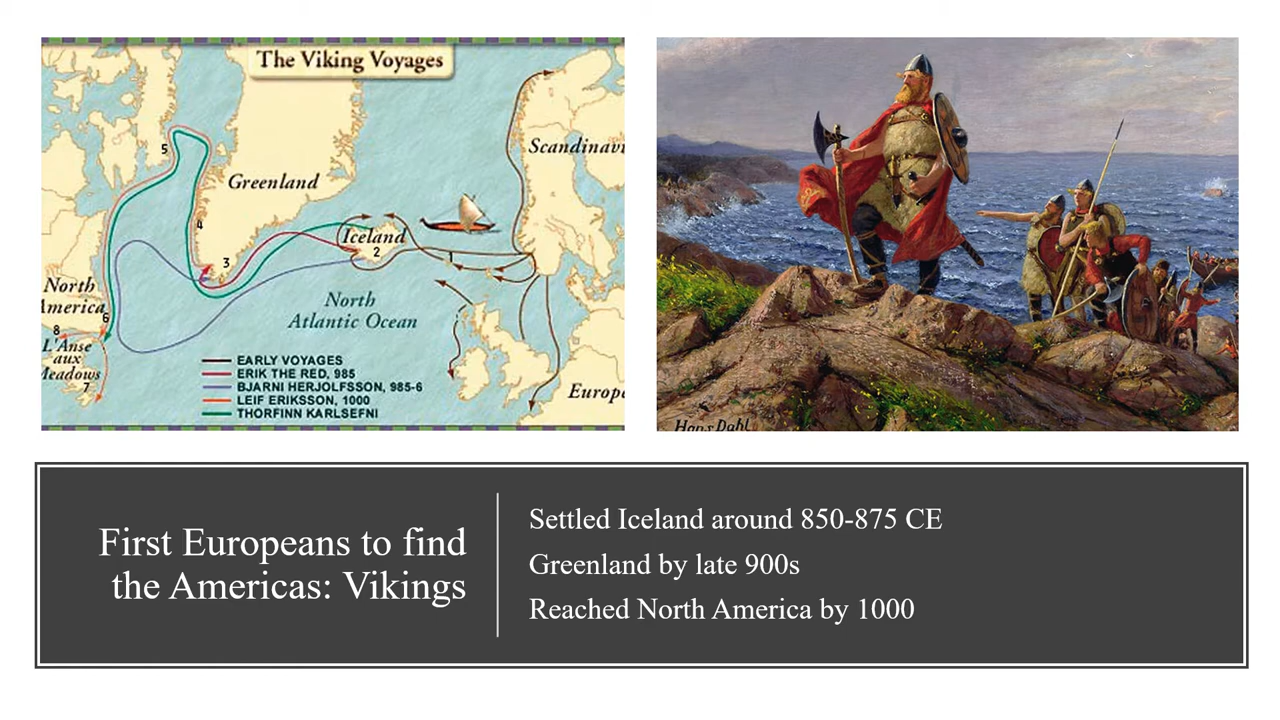 The Viking Voyages
Scandinavi
5
Greenland
4
Iceland
2
1
3
North
America
6
8
L'Anse
aux
Meadows
7
North
Atlantic Ocean
EARLY VOYAGES
ERIK THE RED, 985
BJARNI HERJOLFSSON, 985-6
LEIF ERIKSSON, 1000
THORFINN KARLSEFNI
Europe
Hans Dahl
First Europeans to find
the Americas: Vikings
Settled Iceland around 850-875 CE
Greenland by late 900s
Reached North America by 1000